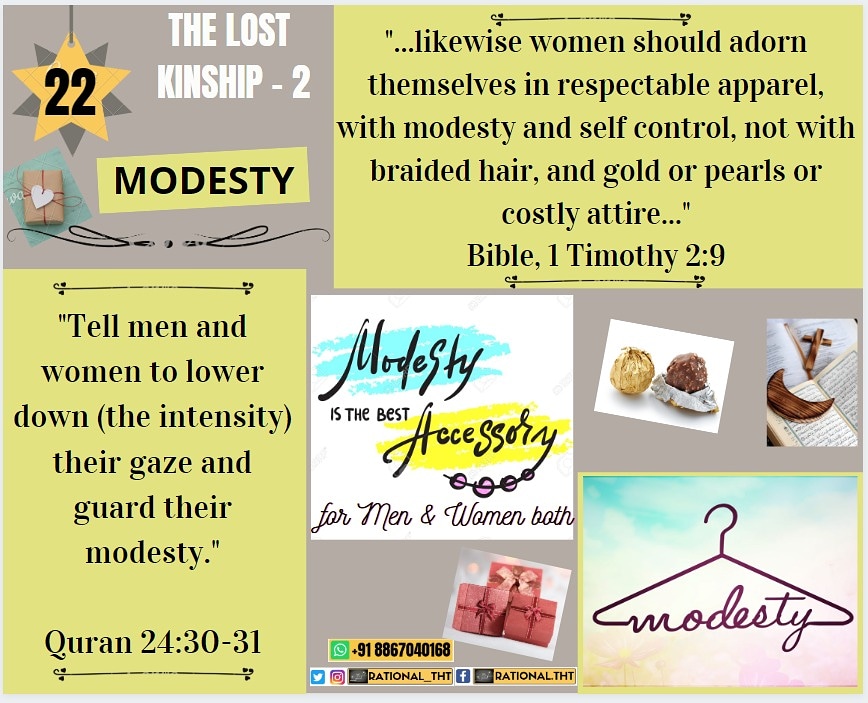 22
THE LOST
KINSHIP - 2
MODESTY
"...likewise women should adorn
themselves in respectable apparel,
with modesty and self control, not with
braided hair, and gold or pearls or
costly attire..."
Bible, 1 Timothy 2:9
"Tell men and
women to lower
down (the intensity)
their gaze and
guard their
modesty."
Quran 24:30-31
Modesty
IS THE BEST
Accessory
for Men & Women both
modesty
+91 8867040168
RATIONAL_THT
RATIONAL.THT